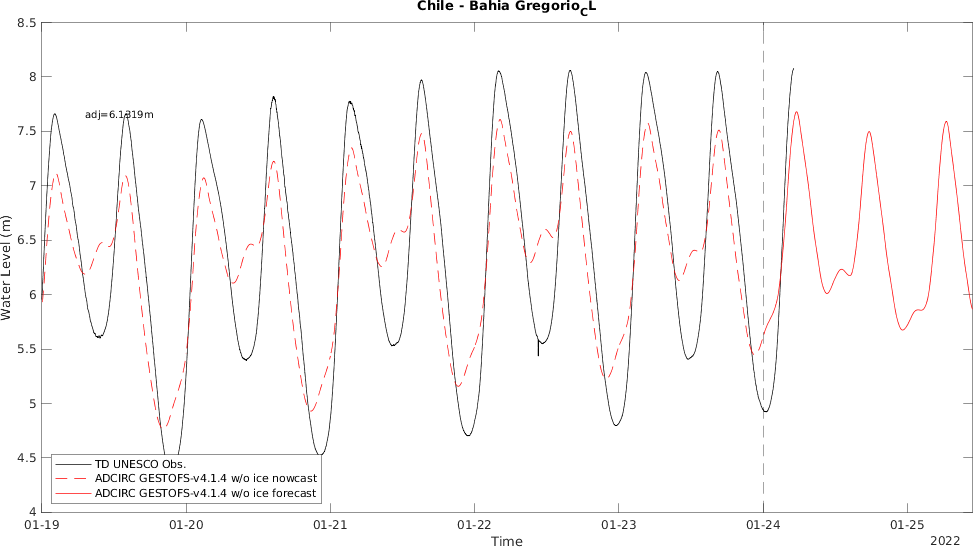 Chile - Bahia Gregorio_CL
8.5
8
7.5
7
6.5
6
5.5
5
4.5
4
Water Level (m)
adj=6.1319m
TD UNESCO Obs.
ADCIRC GESTOFS-v4.1.4 w/o ice nowcast
ADCIRC GESTOFS-v4.1.4 w/o ice forecast
01-19 01-20 01-21 01-22 01-23 01-24 01-25
Time
2022